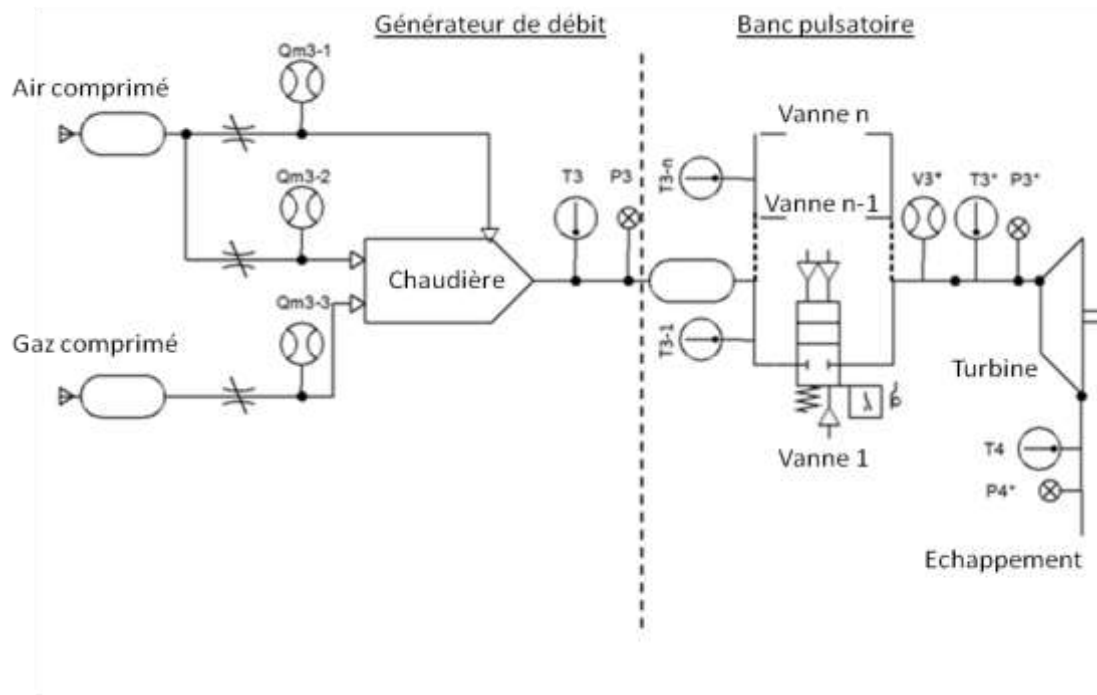 Générateur de débit
Banc pulsatoire
Qm3-1
Air comprimé
Vanne n
T3-n
T3
P3
V3*
T3*
P3*
Qm3-2
Vanne n-1
Chaudière
Qm3-3
T3-1
Gaz comprimé
Turbine
Vanne 1
T4
P4*
Echappement